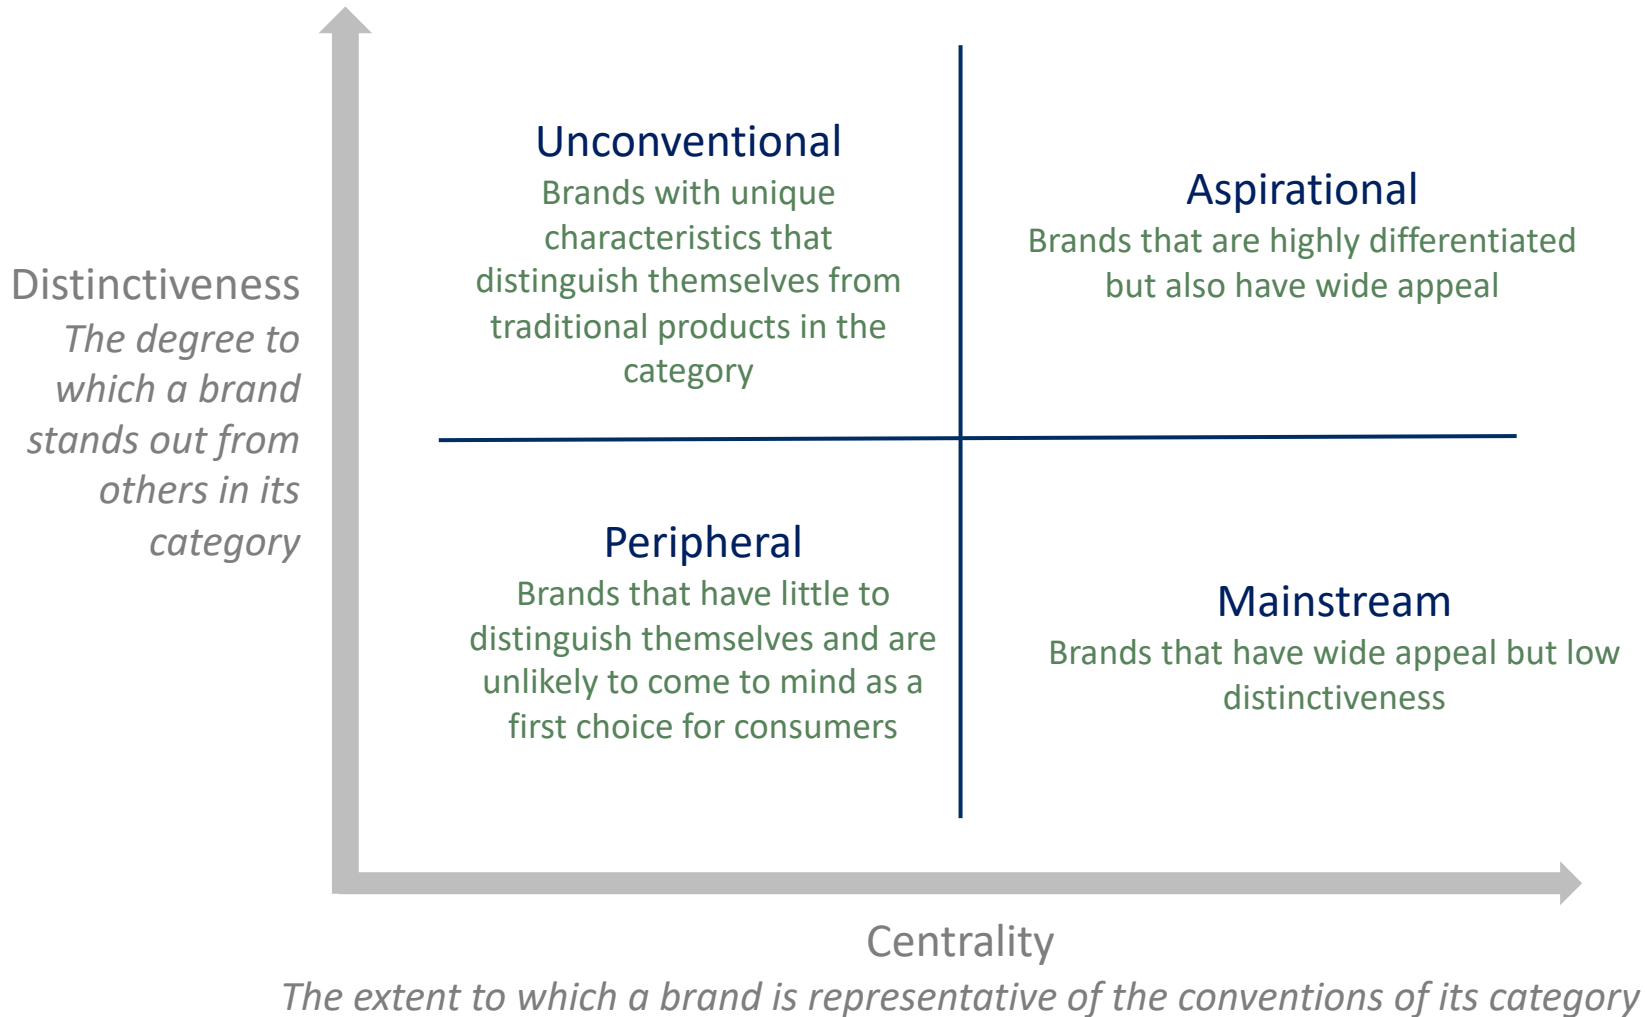 Unconventional
Brands with unique
characteristics that
distinguish themselves from
traditional products in the
category
Aspirational
Brands that are highly differentiated
but also have wide appeal
Distinctiveness
The degree to
which a brand
stands out from
others in its
category
Peripheral
Brands that have little to
distinguish themselves and are
unlikely to come to mind as a
first choice for consumers
Mainstream
Brands that have wide appeal but low
distinctiveness
Centrality
The extent to which a brand is representative of the conventions of its category